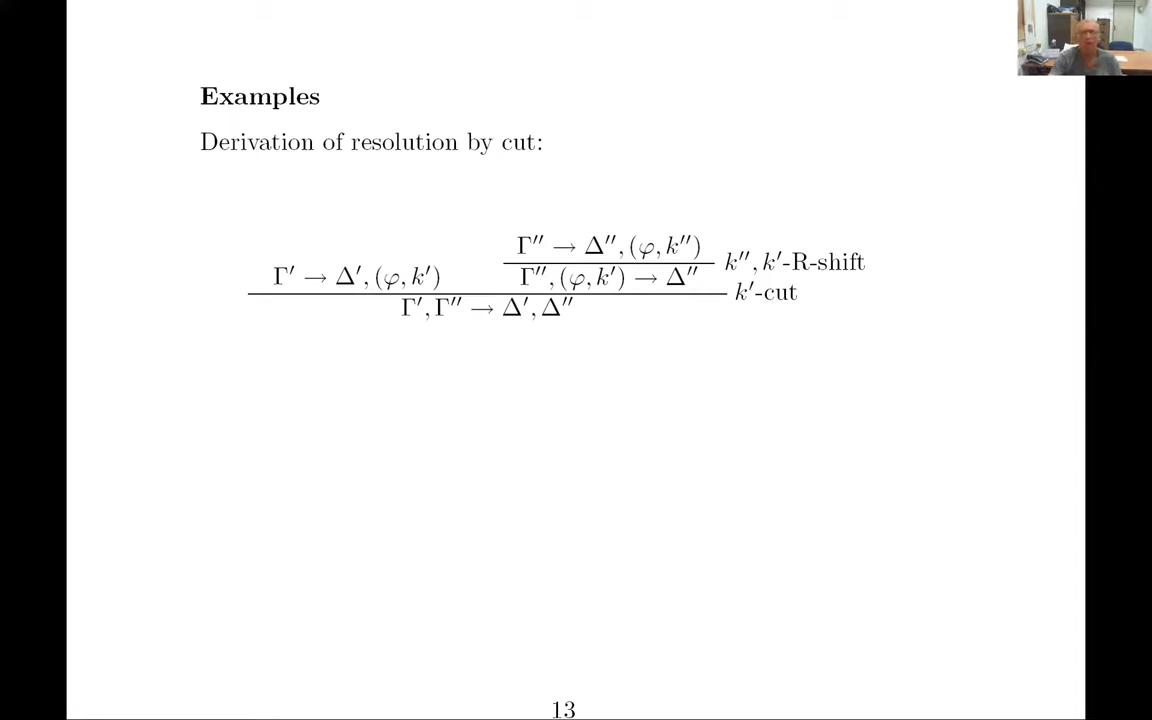 Examples
Derivation of resolution by cut:
Γ″ → Δ″, (φ, k″)
k″, k′-R-shift
Γ′ → Δ′, (φ, k′)
Γ″, (φ, k′) → Δ″
k′-cut
Γ′, Γ″ → Δ′, Δ″
13